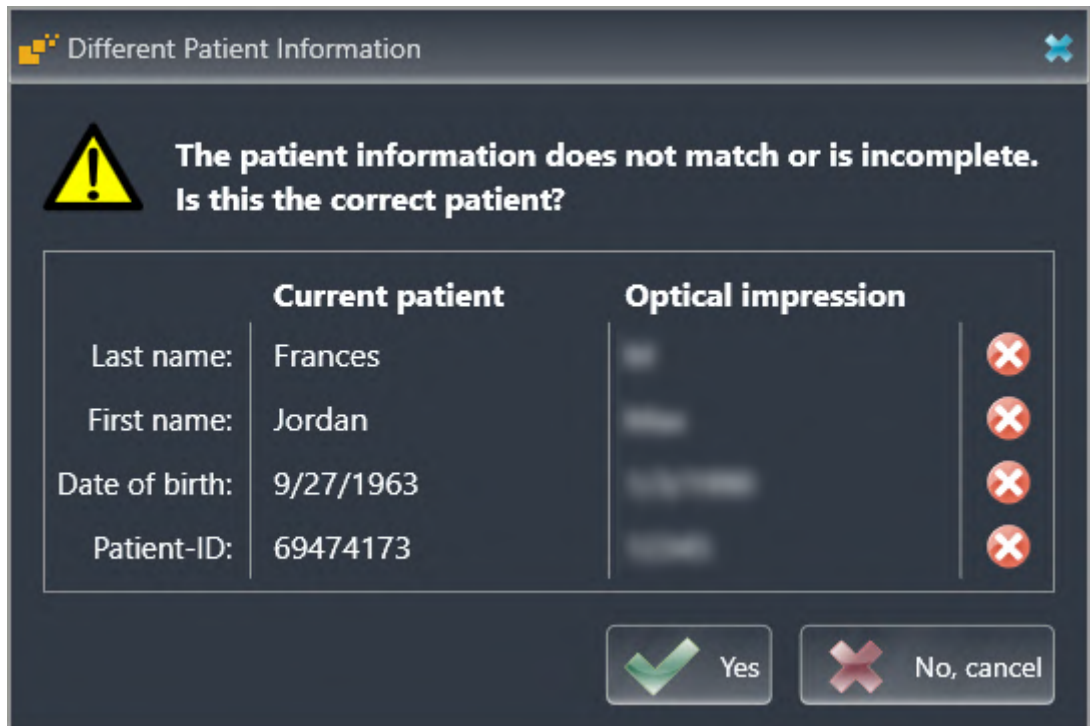 Different Patient Information
The patient information does not match or is incomplete.
Is this the correct patient?
Current patient Optical impression
Last name: Frances
First name: Jordan
Date of birth: 9/27/1963
Patient-ID: 69474173
Yes No, cancel